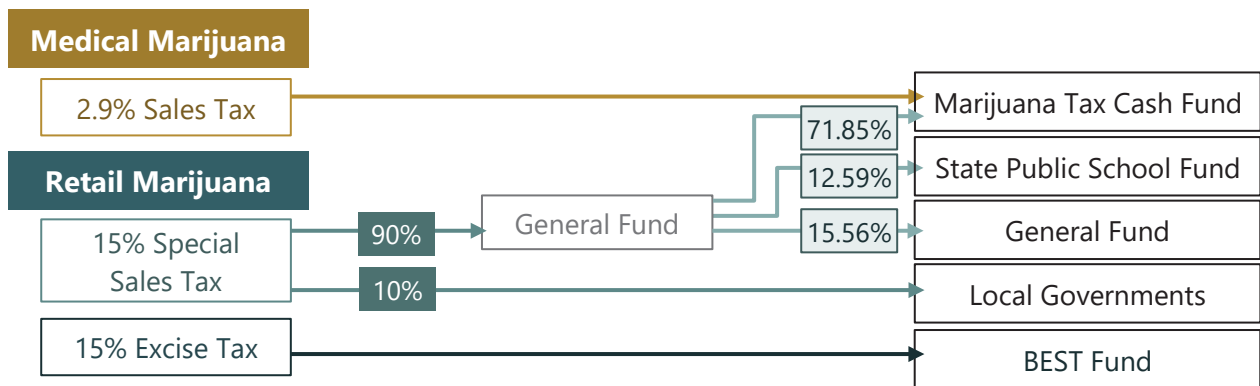 Medical Marijuana
2.9% Sales Tax
Marijuana Tax Cash Fund
71.85%
Retail Marijuana
12.59%
State Public School Fund
15% Special
Sales Tax
90%
General Fund
15.56%
General Fund
10%
Local Governments
15% Excise Tax
BEST Fund